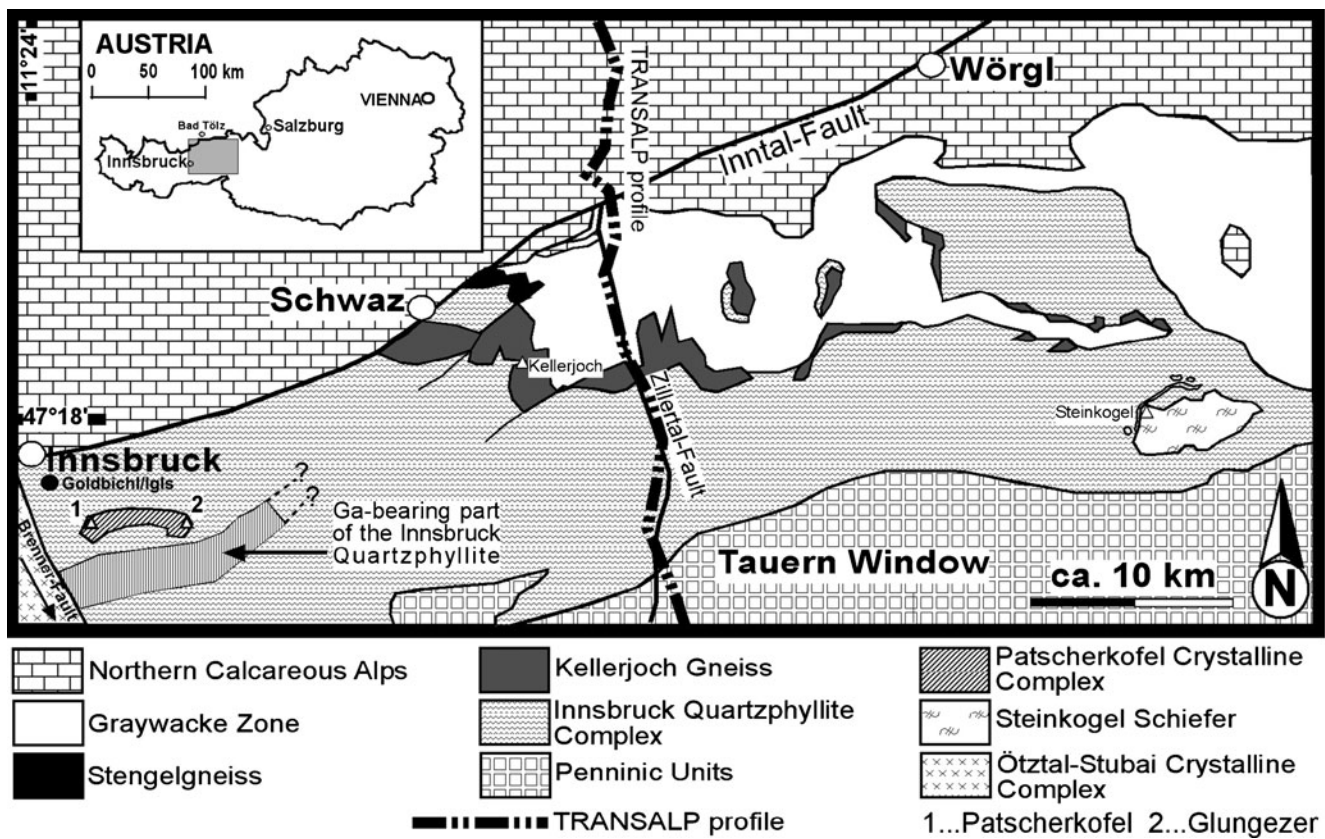 11°24'
AUSTRIA
0 50 100 km
VIENNA
Bad Tölz
Salzburg
Innsbruck
TRANSALP profile
TRANSALP profile
Wörgl
Inntal-Fault
Schwaz
Kellerjoch
Zillertal-Fault
Steinkogel
47°18'
Innsbruck
Goldbichl/Igls
1 2
? ?
Ga-bearing part
of the Innsbruck
Quartzphyllite
Brenner-Fault
Tauern Window
ca. 10 km
N
Northern Calcareous Alps
Graywacke Zone
Stengelgneiss
Kellerjoch Gneiss
Innsbruck Quartzphyllite
Complex
Penninic Units
TRANSALP profile
Patscherkofel Crystalline
Complex
Steinkogel Schiefer
Ötztal-Stubai Crystalline
Complex
1...Patscherkofel 2...Glungezer